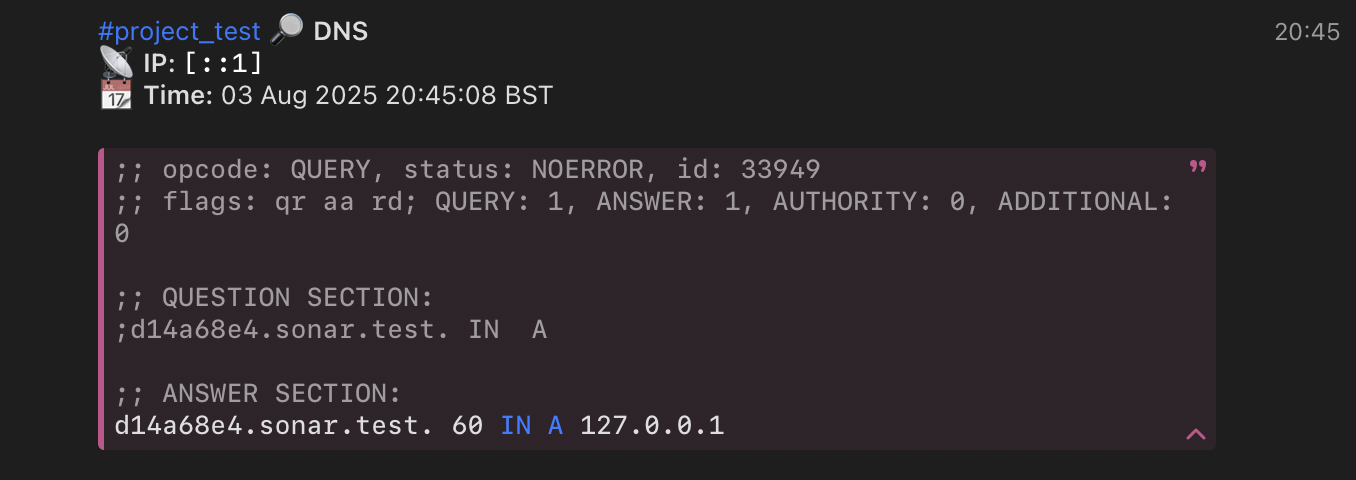 #project_test 🔎 DNS 20:45
📡 IP: [::1]
📆 Time: 03 Aug 2025 20:45:08 BST
;; opcode: QUERY, status: NOERROR, id: 33949
;; flags: qr aa rd; QUERY: 1, ANSWER: 1, AUTHORITY: 0, ADDITIONAL:
0
;; QUESTION SECTION:
;d14a68e4.sonar.test. IN  A
;; ANSWER SECTION:
d14a68e4.sonar.test. 60 IN A 127.0.0.1